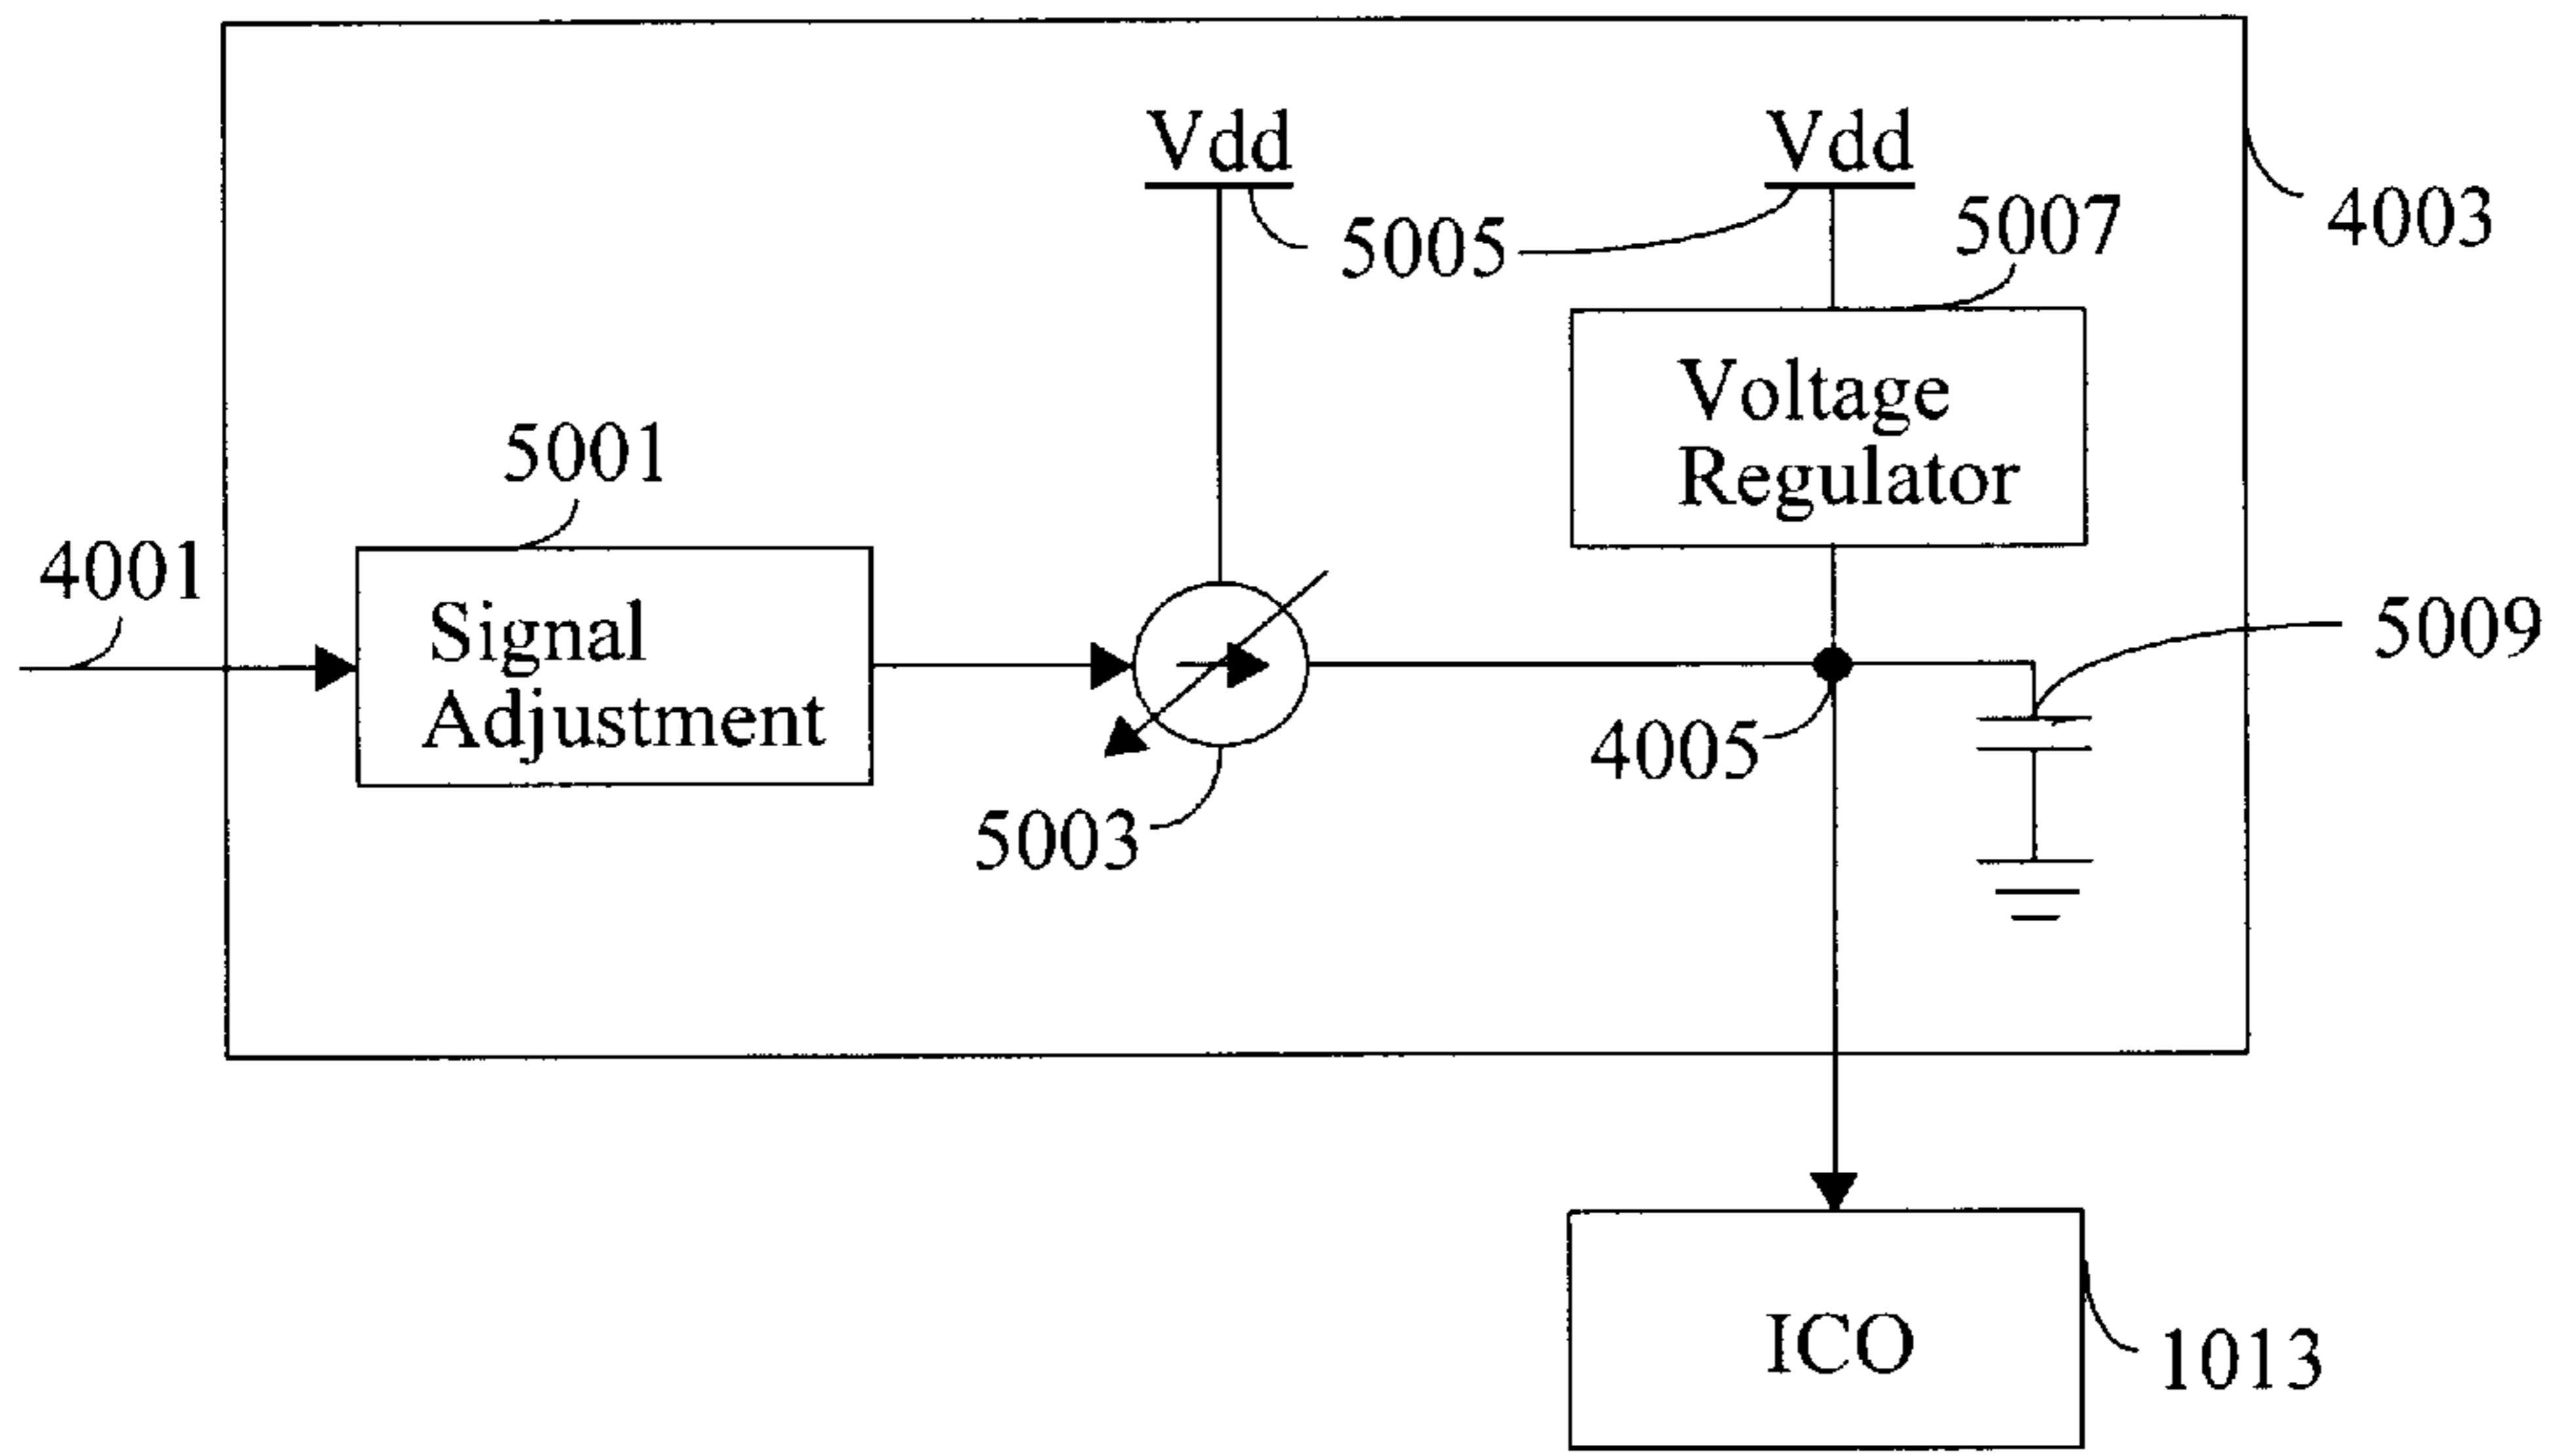 Vdd
Vdd
5005
5007
4003
Voltage
Regulator
5001
4001
Signal
Adjustment
5009
4005
5003
ICO
1013